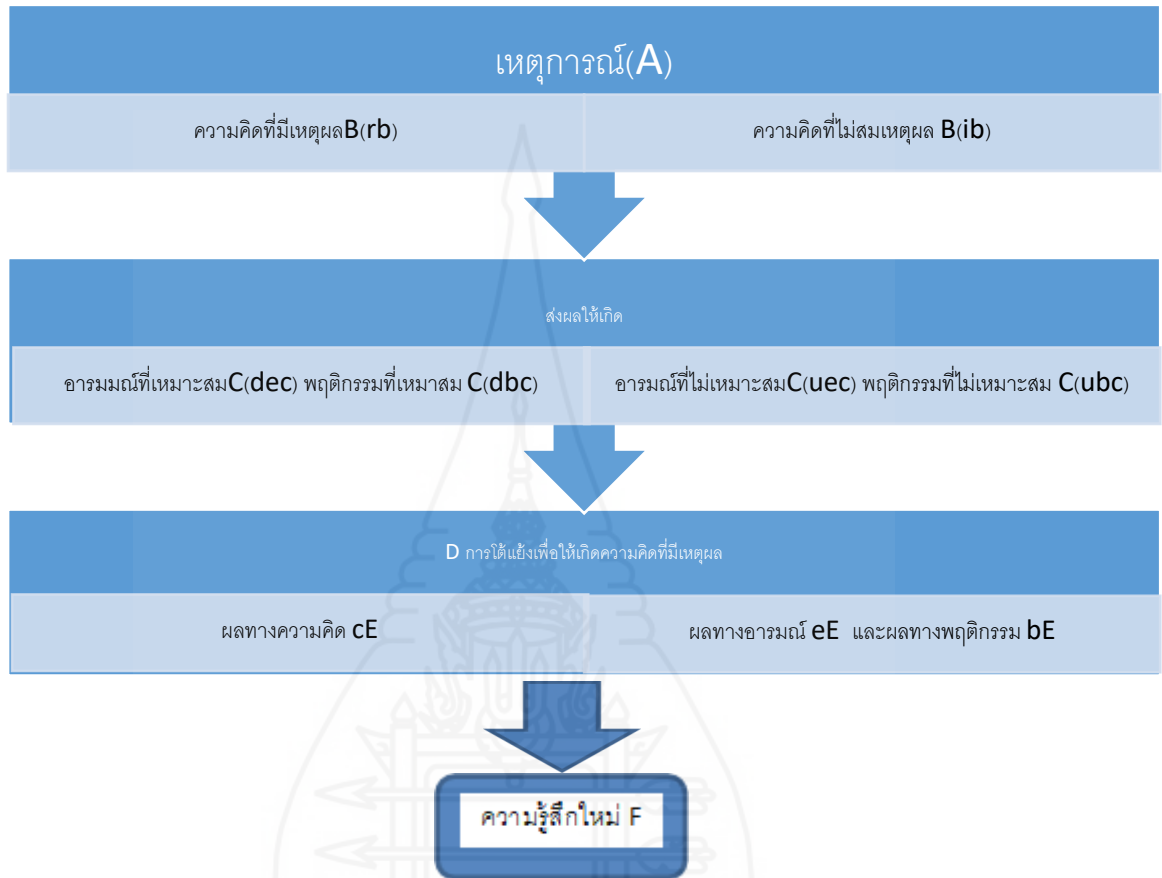 เหตุการณ์(A)
ความคิดที่มีเหตุผลB(rb)
ความคิดที่ไม่สมเหตุผล B(ib)
ส่งผลให้เกิด
อารมมณ์ที่เหมาะสมC(dec) พฤติกรรมที่เหมาสม C(dbc)
อารมณ์ที่ไม่เหมาะสมC(uec) พฤติกรรมที่ไม่เหมาะสม C(ubc)
D การโต้แย้งเพื่อให้เกิดความคิดที่มีเหตุผล
ผลทางความคิด cE
ผลทางอารมณ์ eE และผลทางพฤติกรรม bE
ความรู้สึกใหม่ F